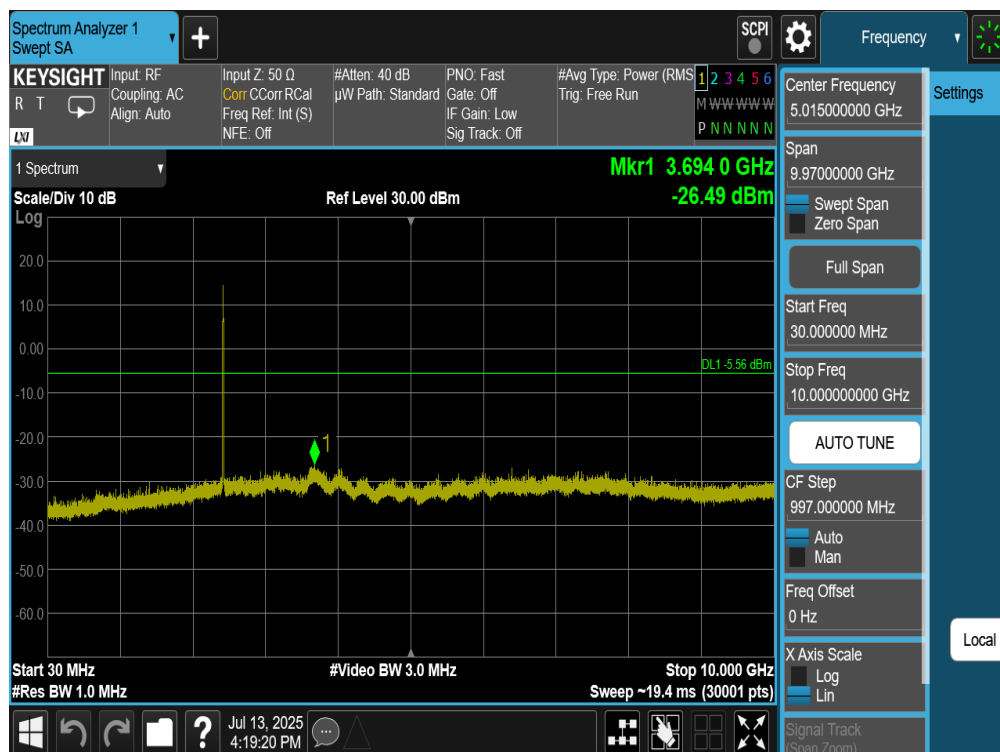 Spectrum Analyzer 1
Swept SA
+
SCPI
Frequency
KEYSIGHT
R T
LXI
Input: RF
Coupling: AC
Align: Auto
Input Z: 50 Ω
Corr CCorr RCal
Freq Ref: Int (S)
NFE: Off
#Atten: 40 dB
µW Path: Standard
PNO: Fast
Gate: Off
IF Gain: Low
Sig Track: Off
#Avg Type: Power (RMS
Trig: Free Run
1 2 3 4 5 6
M W W W W W
P N N N N N
1 Spectrum
Mkr1 3.694 0 GHz
-26.49 dBm
Scale/Div 10 dB
Ref Level 30.00 dBm
Log
20.0
10.0
0.00
-10.0
-20.0
-30.0
-40.0
-50.0
-60.0
DL1 -5.56 dBm
1
Start 30 MHz
#Video BW 3.0 MHz
Stop 10.000 GHz
#Res BW 1.0 MHz
Sweep ~19.4 ms (30001 pts)
Center Frequency
5.015000000 GHz
Span
9.97000000 GHz
Swept Span
Zero Span
Full Span
Start Freq
30.000000 MHz
Stop Freq
10.000000000 GHz
AUTO TUNE
CF Step
997.000000 MHz
Auto
Man
Freq Offset
0 Hz
X Axis Scale
Log
Lin
Signal Track
(Span Zoom)
Settings
Local
?
Jul 13, 2025
4:19:20 PM